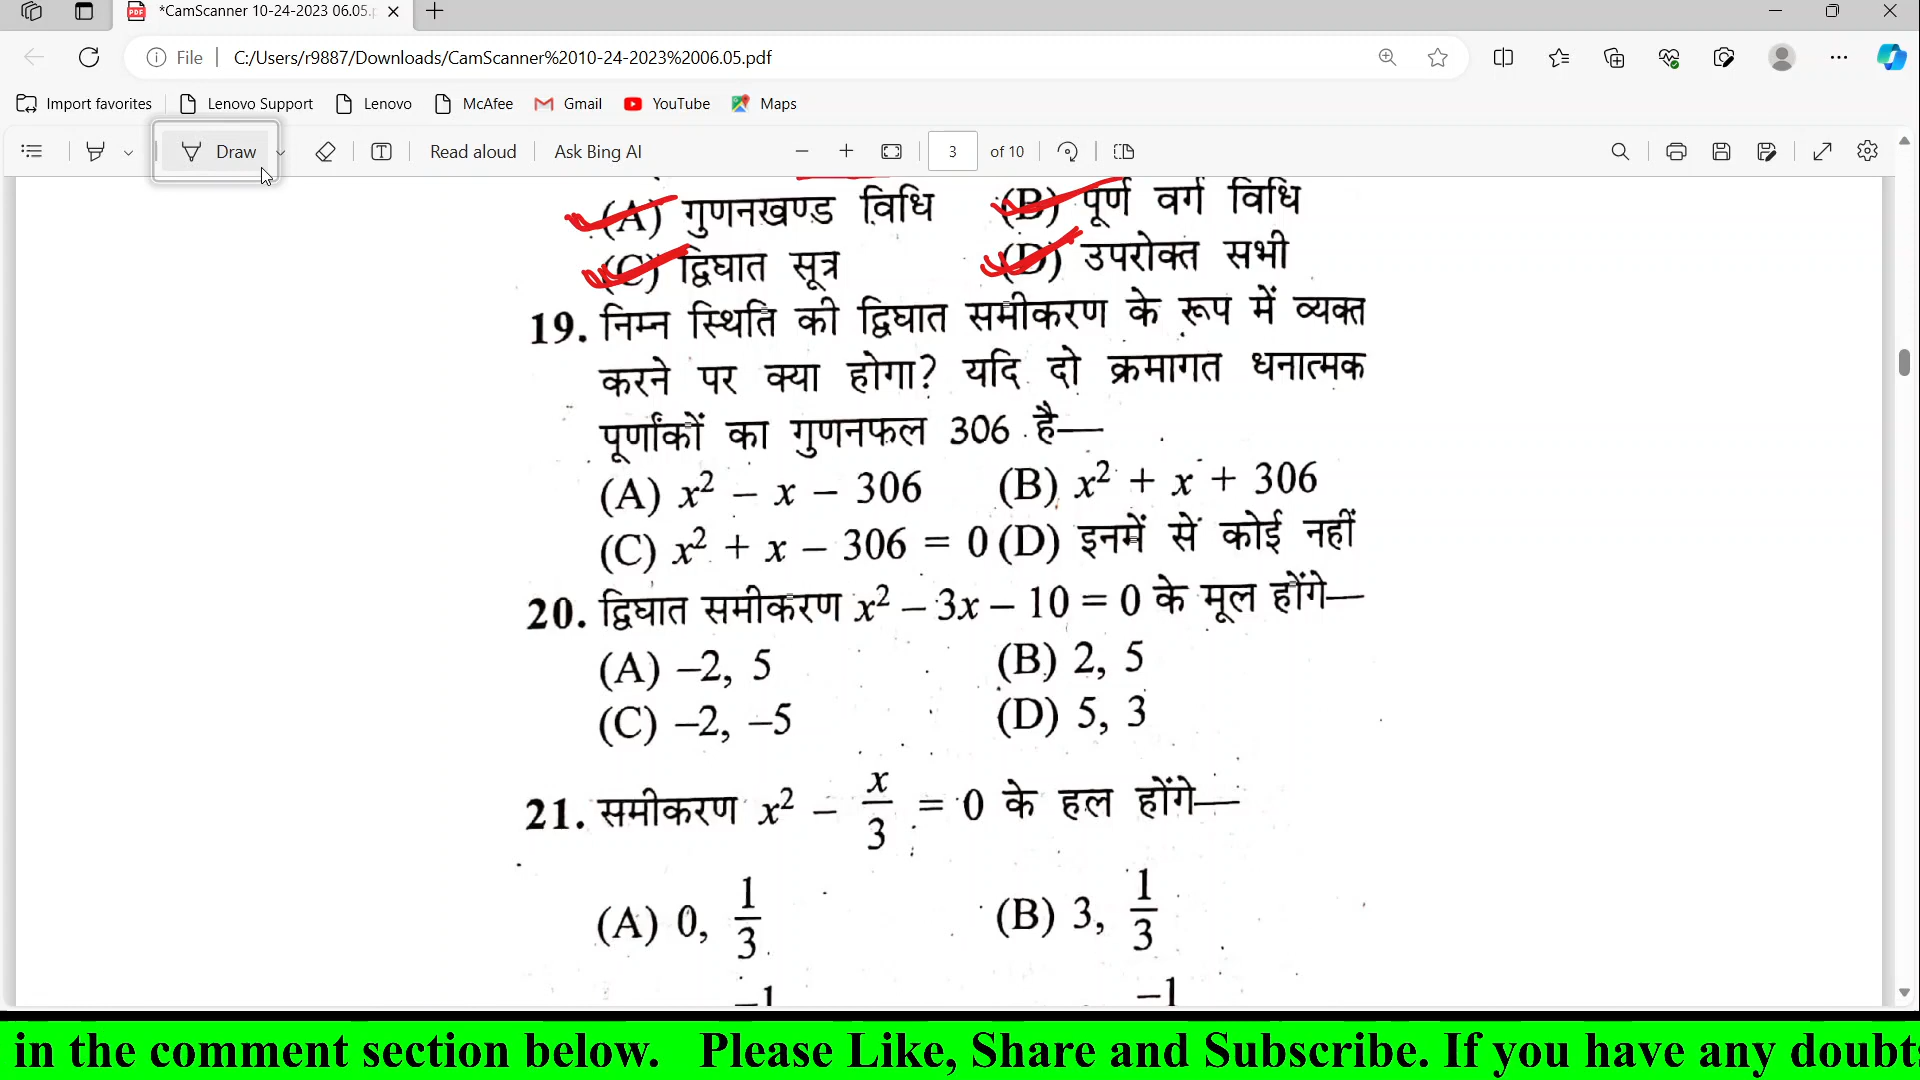 *CamScanner 10-24-2023 06.05.p
File C:/Users/r9887/Downloads/CamScanner%2010-24-2023%2006.05.pdf
Import favorites Lenovo Support Lenovo McAfee Gmail YouTube Maps
Draw Read aloud Ask Bing AI 3 of 10
(A) गुणनखण्ड विधि (B) पूर्ण वर्ग विधि
(C) द्विघात सूत्र (D) उपरोक्त सभी
19. निम्न स्थिति की द्विघात समीकरण के रूप में व्यक्त
करने पर क्या होगा? यदि दो क्रमागत धनात्मक
पूर्णांकों का गुणनफल 306 है—
(A) x² – x – 306 (B) x² + x + 306
(C) x² + x – 306 = 0 (D) इनमें से कोई नहीं
20. द्विघात समीकरण x² – 3x – 10 = 0 के मूल होंगे—
(A) –2, 5 (B) 2, 5
(C) –2, –5 (D) 5, 3
21. समीकरण x² – x/3 = 0 के हल होंगे—
(A) 0, 1/3 (B) 3, 1/3
–1 –1
in the comment section below. Please Like, Share and Subscribe. If you have any doubts